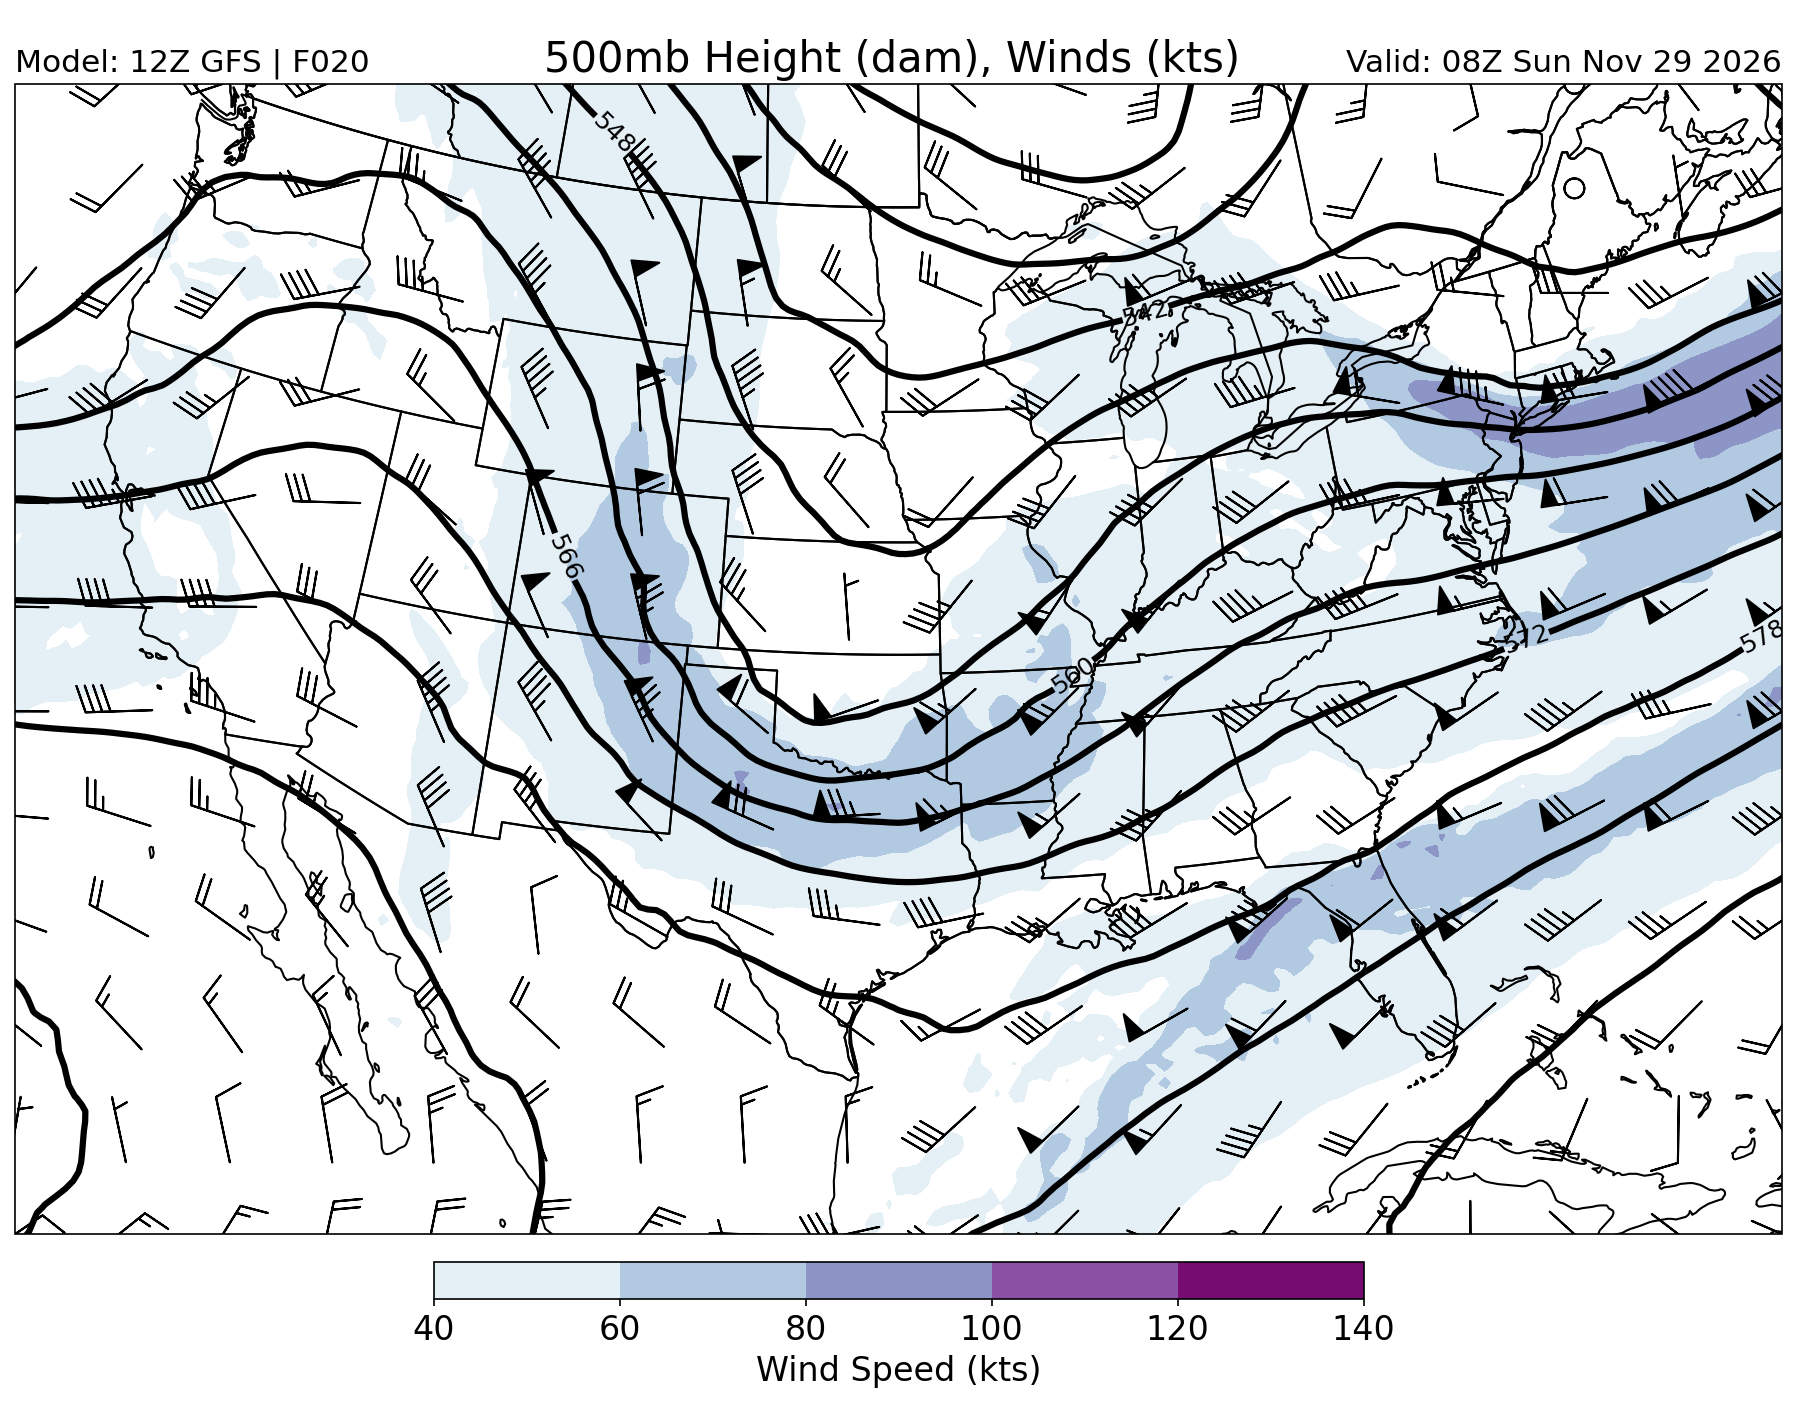 Model: 12Z GFS | F020
500mb Height (dam), Winds (kts)
Valid: 08Z Sun Nov 29 2026
548
542
566
572
578
560
40 60 80 100 120 140
Wind Speed (kts)